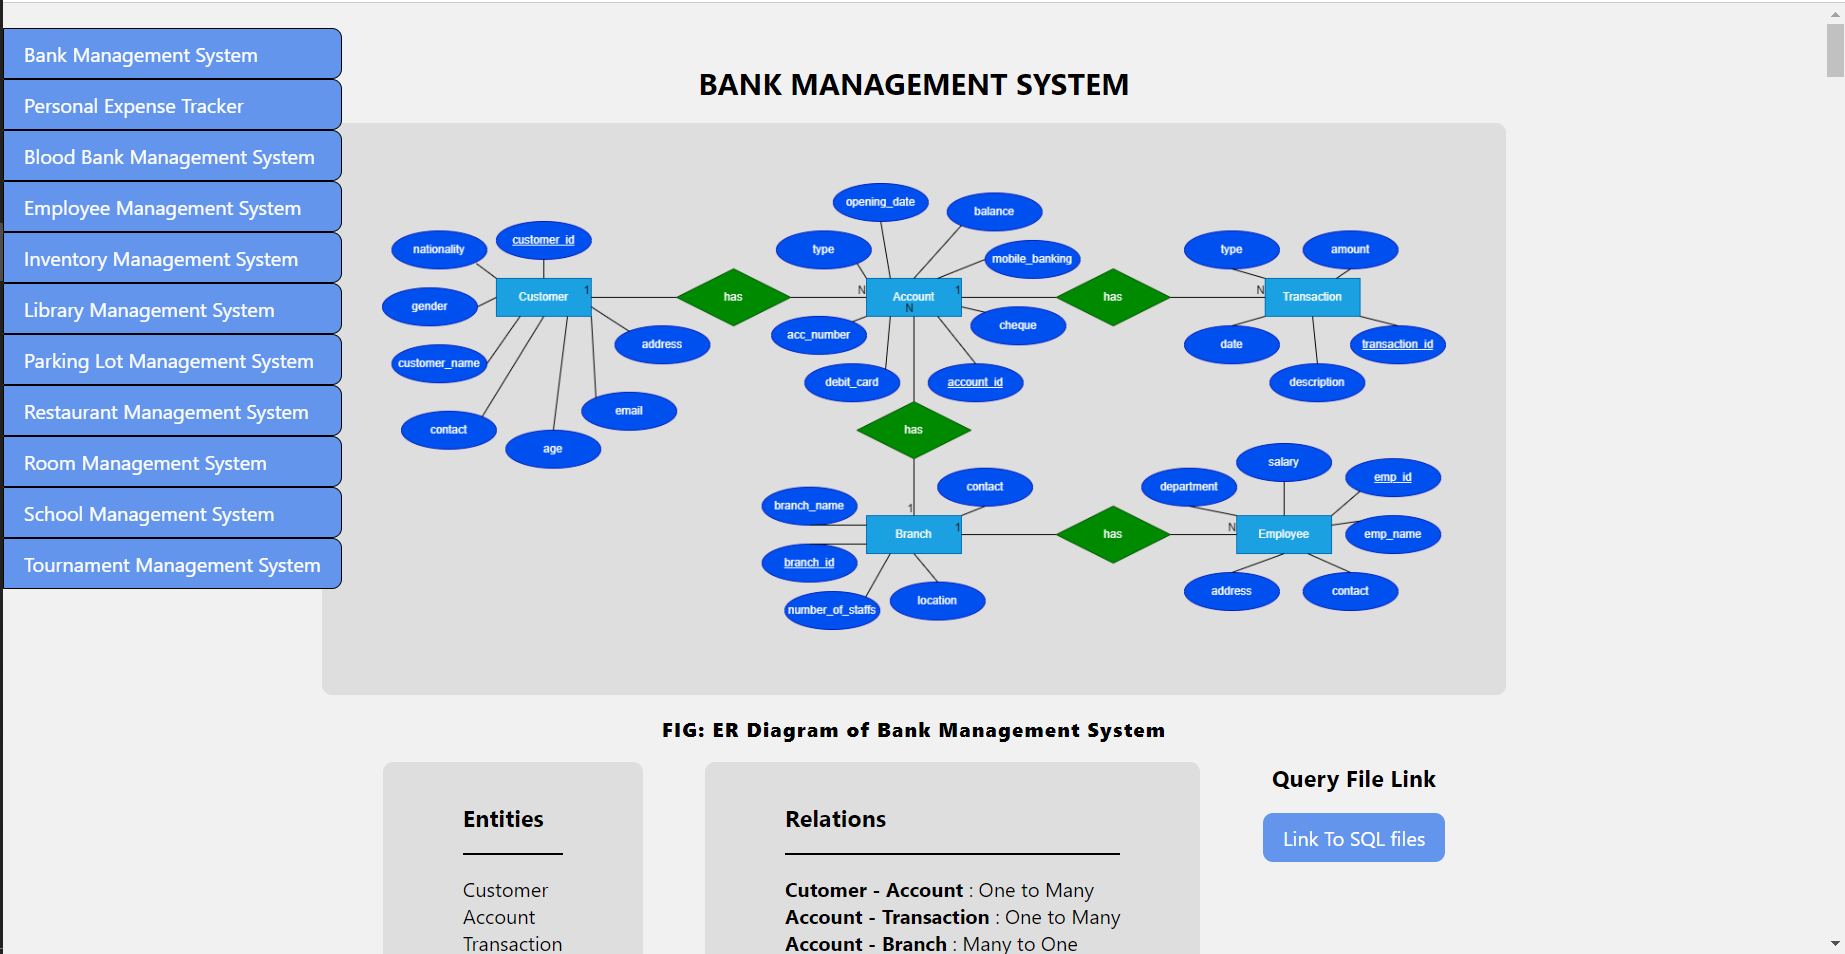 Bank Management System
Personal Expense Tracker
Blood Bank Management System
Employee Management System
Inventory Management System
Library Management System
Parking Lot Management System
Restaurant Management System
Room Management System
School Management System
Tournament Management System
BANK MANAGEMENT SYSTEM
nationality
customer_id
gender
Customer
1
customer_name
address
contact
age
email
has
opening_date
balance
type
mobile_banking
N
Account
1
N
acc_number
cheque
debit_card
account_id
has
type
amount
N
Transaction
date
transaction_id
description
has
branch_name
contact
1
Branch
1
branch_id
number_of_staffs
location
has
department
salary
emp_id
N
Employee
emp_name
address
contact
FIG: ER Diagram of Bank Management System
Entities
Customer
Account
Transaction
Relations
Cutomer - Account : One to Many
Account - Transaction : One to Many
Account - Branch : Many to One
Query File Link
Link To SQL files